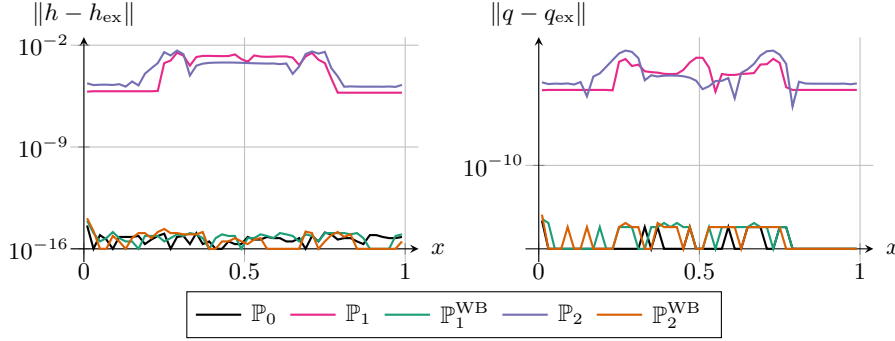 ‖h − h_ex‖ ‖q − q_ex‖
10^−2
10^−9 10^−10
10^−16 x x
0 0.5 1 0 0.5 1
ℙ_0 ℙ_1 ℙ_1^WB ℙ_2 ℙ_2^WB